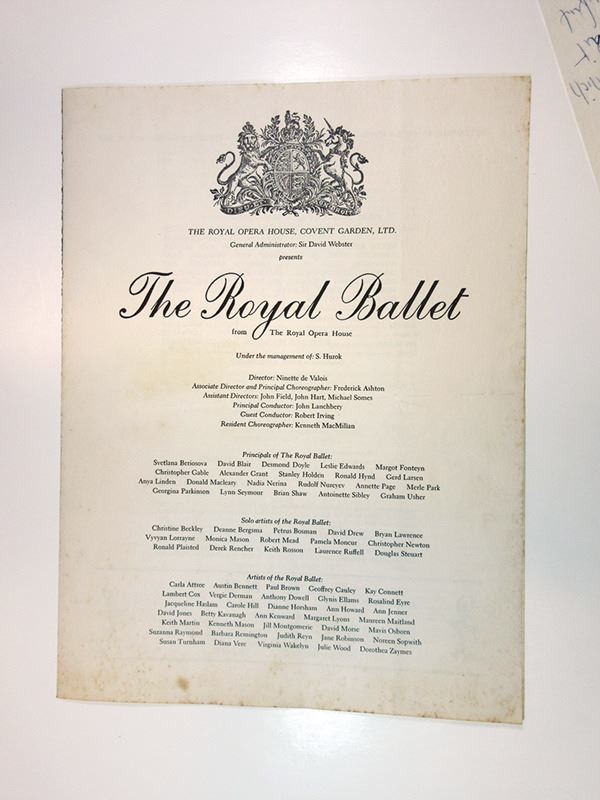 THE ROYAL OPERA HOUSE, COVENT GARDEN, LTD.
General Administrator: Sir David Webster
presents
The Royal Ballet
from The Royal Opera House
Under the management of: S. Hurok
Director: Ninette de Valois
Associate Director and Principal Choreographer: Frederick Ashton
Assistant Directors: John Field, John Hart, Michael Somes
Principal Conductor: John Lanchbery
Guest Conductor: Robert Irving
Resident Choreographer: Kenneth MacMillan
Principals of The Royal Ballet:
Svetlana Beriosova David Blair Desmond Doyle Leslie Edwards Margot Fonteyn
Christopher Gable Alexander Grant Stanley Holden Ronald Hynd Gerd Larsen
Anya Linden Donald Macleary Nadia Nerina Rudolf Nureyev Annette Page Merle Park
Georgina Parkinson Lynn Seymour Brian Shaw Antoinette Sibley Graham Usher
Solo artists of the Royal Ballet:
Christine Beckley Deanne Bergsma Petrus Bosman David Drew Bryan Lawrence
Vyvyan Lorrayne Monica Mason Robert Mead Pamela Moncur Christopher Newton
Ronald Plaisted Derek Rencher Keith Rosson Laurence Ruffell Douglas Steuart
Artists of the Royal Ballet:
Carla Attree Austin Bennett Paul Brown Geoffrey Cauley Kay Connett
Lambert Cox Vergie Derman Anthony Dowell Glynis Ellams Rosalind Eyre
Jacqueline Haslam Carole Hill Dianne Horsham Ann Howard Ann Jenner
David Jones Betty Kavanagh Ann Kenward Margaret Lyons Maureen Maitland
Keith Martin Kenneth Mason Jill Montgomerie David Morse Mavis Osborn
Suzanna Raymond Barbara Remington Judith Reyn Jane Robinson Noreen Sopwith
Susan Turnham Diana Vere Virginia Wakelyn Julie Wood Dorothea Zaymes